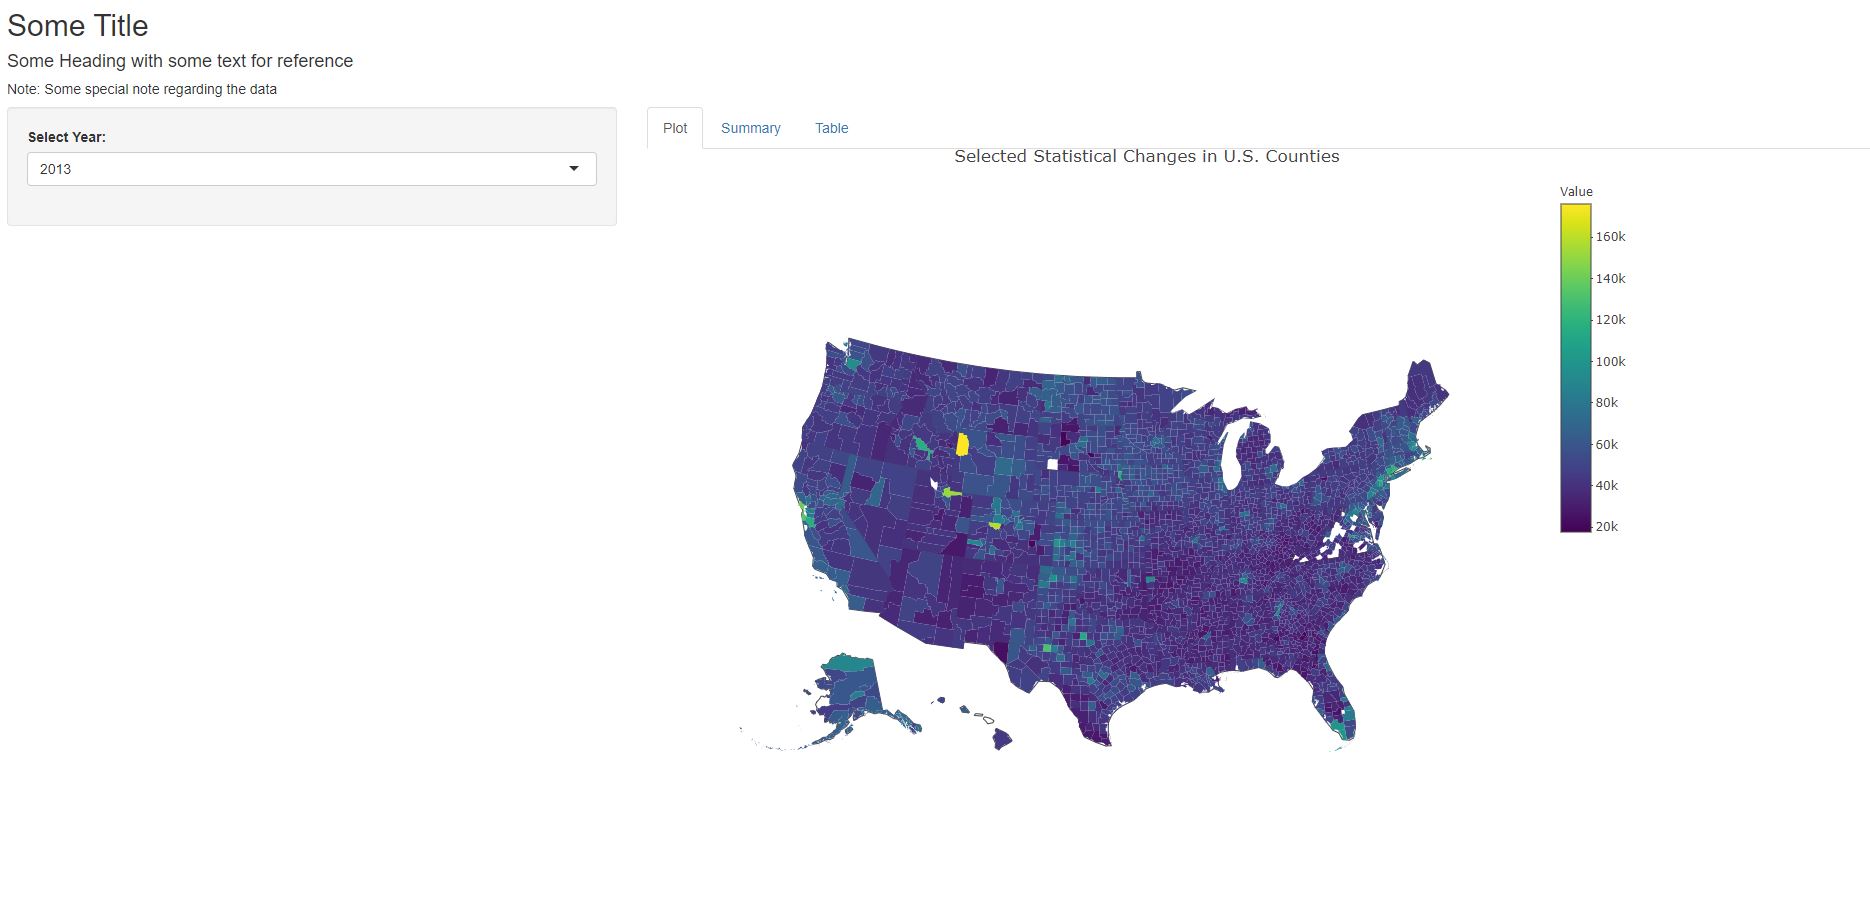 Some Title
Some Heading with some text for reference
Note: Some special note regarding the data
Select Year:
2013
Plot
Summary
Table
Selected Statistical Changes in U.S. Counties
Value
160k
140k
120k
100k
80k
60k
40k
20k